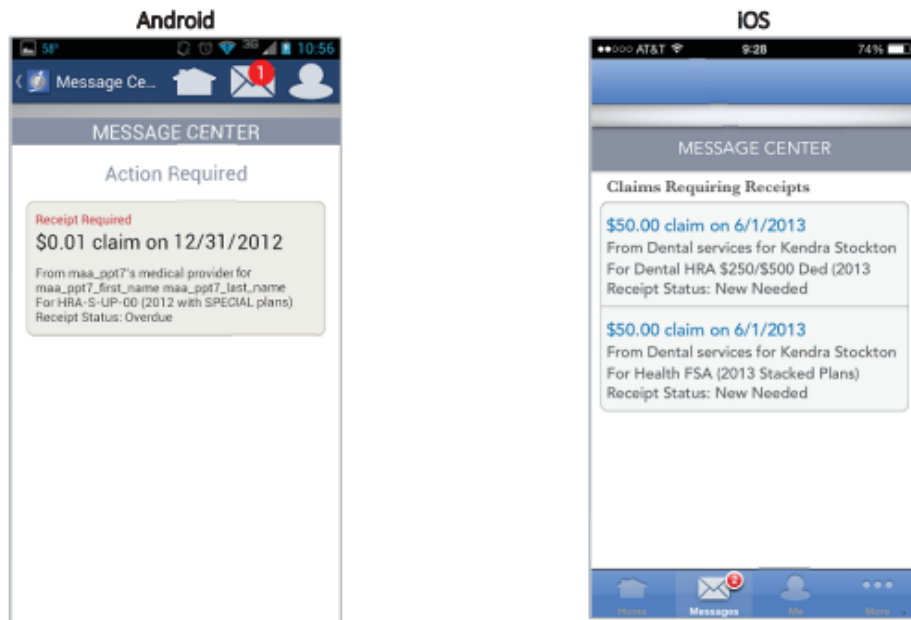 Android
58° 3G 10:56
Message Ce... 1
MESSAGE CENTER
Action Required
Receipt Required
$0.01 claim on 12/31/2012
From maa_ppt7's medical provider for
maa_ppt7_first_name maa_ppt7_last_name
For HRA-S-UP-00 (2012 with SPECIAL plans)
Receipt Status: Overdue
iOS
AT&T 9:28 74%
MESSAGE CENTER
Claims Requiring Receipts
$50.00 claim on 6/1/2013
From Dental services for Kendra Stockton
For Dental HRA $250/$500 Ded (2013
Receipt Status: New Needed
$50.00 claim on 6/1/2013
From Dental services for Kendra Stockton
For Health FSA (2013 Stacked Plans)
Receipt Status: New Needed
2
Home Messages Me More